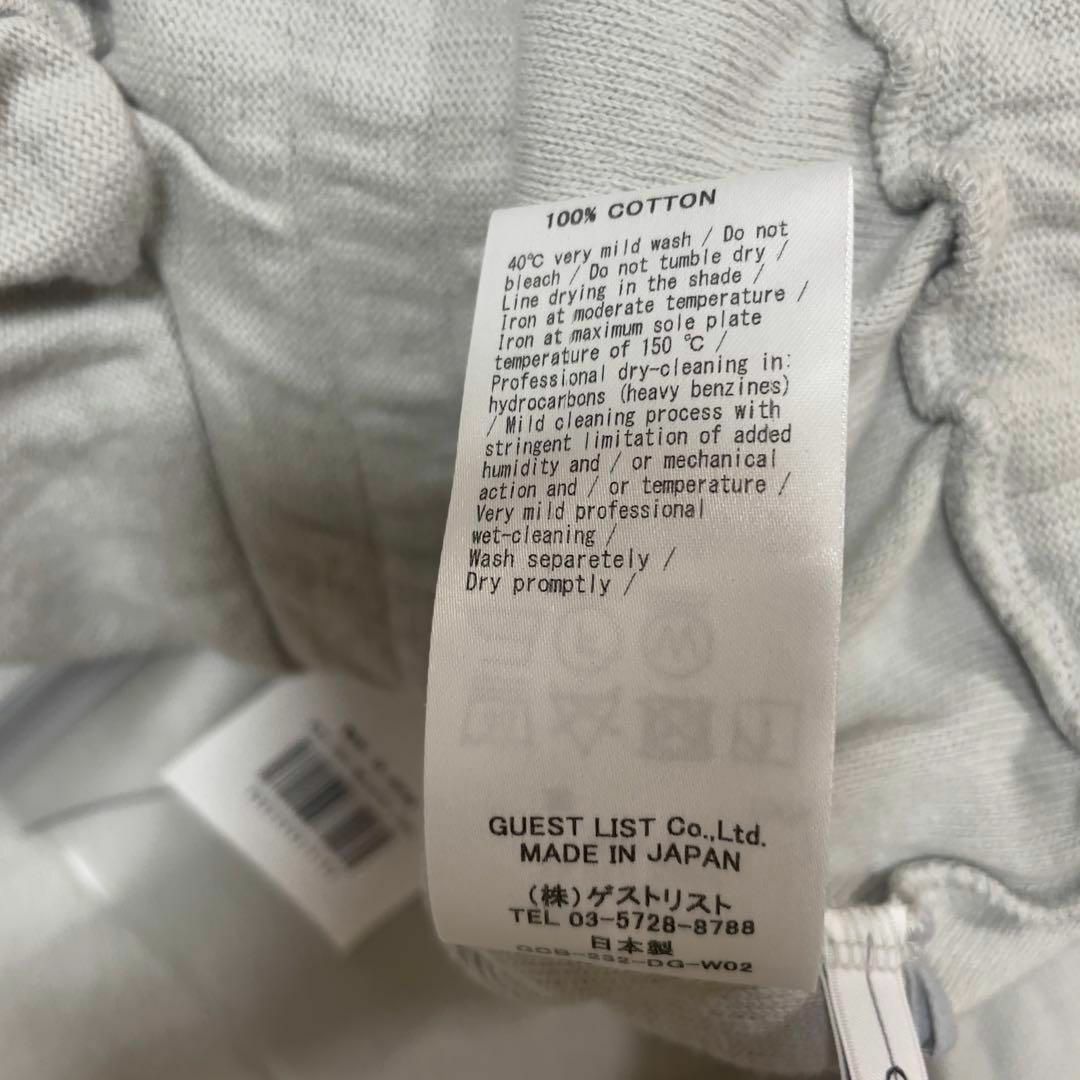 100% COTTON
40℃ very mild wash / Do not
bleach / Do not tumble dry /
Line drying in the shade /
Iron at moderate temperature /
Iron at maximum sole plate
temperature of 150 ℃ /
Professional dry-cleaning in:
hydrocarbons (heavy benzines)
/ Mild cleaning process with
stringent limitation of added
humidity and / or mechanical
action and / or temperature /
Very mild professional
wet-cleaning /
Wash separetely /
Dry promptly /
GUEST LIST Co.,Ltd.
MADE IN JAPAN
(株)ゲストリスト
TEL 03-5728-8788
日本製
GCB-232-DG-W02